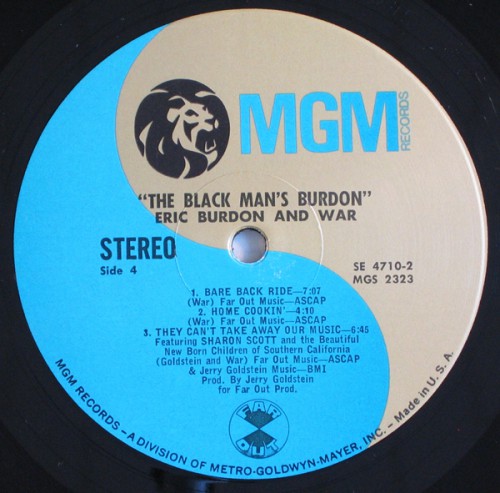 MGM
RECORDS
"THE BLACK MAN'S BURDON"
ERIC BURDON AND WAR
STEREO
Side 4
SE 4710-2
MGS 2323
1. BARE BACK RIDE—7:07
(War) Far Out Music—ASCAP
2. HOME COOKIN'—4:10
(War) Far Out Music—ASCAP
3. THEY CAN'T TAKE AWAY OUR MUSIC—6:45
Featuring SHARON SCOTT and the Beautiful
New Born Children of Southern California
(Goldstein and War) Far Out Music—ASCAP
& Jerry Goldstein Music—BMI
Prod. By Jerry Goldstein
for Far Out Prod.
FAR
OUT
MGM RECORDS – A DIVISION OF METRO-GOLDWYN-MAYER, INC. – Made in U. S. A.